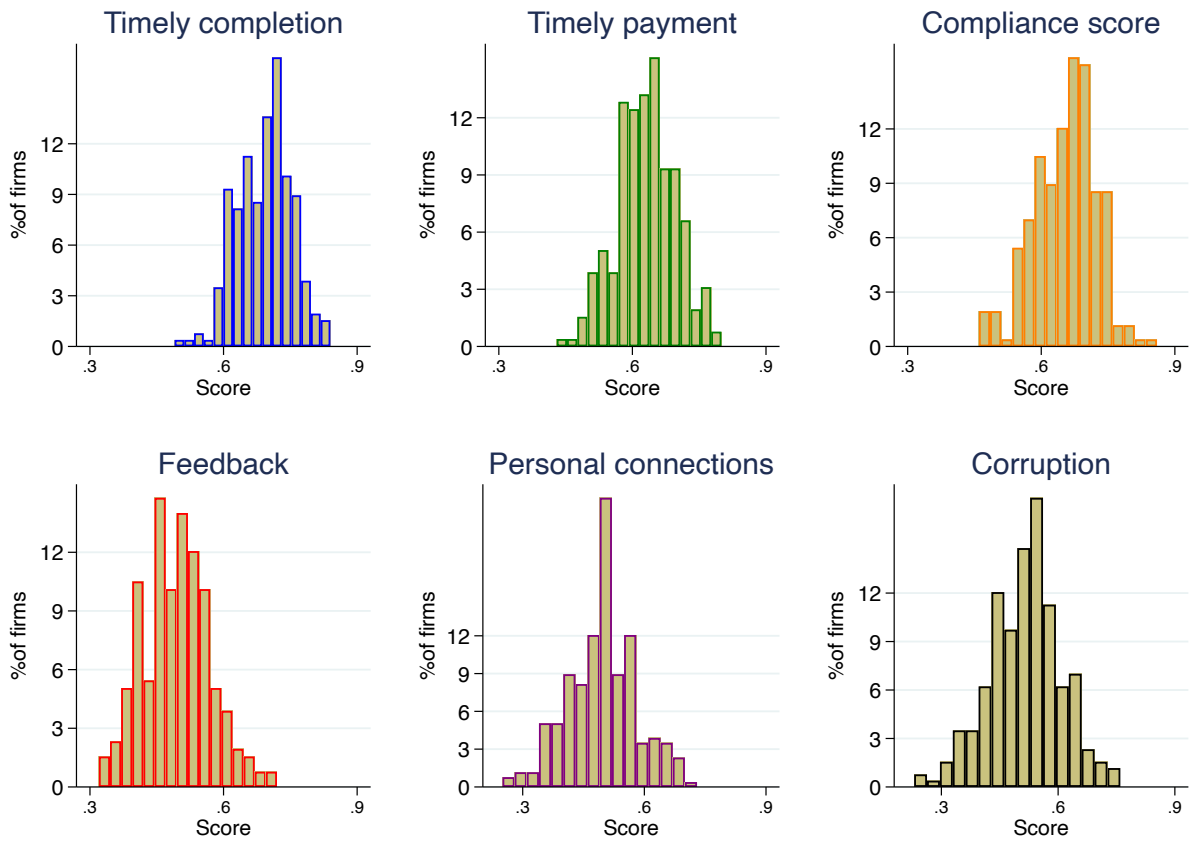 Timely completion
%of firms
12
9
6
3
0
.3 .6 .9
Score
Timely payment
%of firms
12
9
6
3
0
.3 .6 .9
Score
Compliance score
%of firms
12
9
6
3
0
.3 .6 .9
Score
Feedback
%of firms
12
9
6
3
0
.3 .6 .9
Score
Personal connections
%of firms
12
9
6
3
0
.3 .6 .9
Score
Corruption
%of firms
12
9
6
3
0
.3 .6 .9
Score